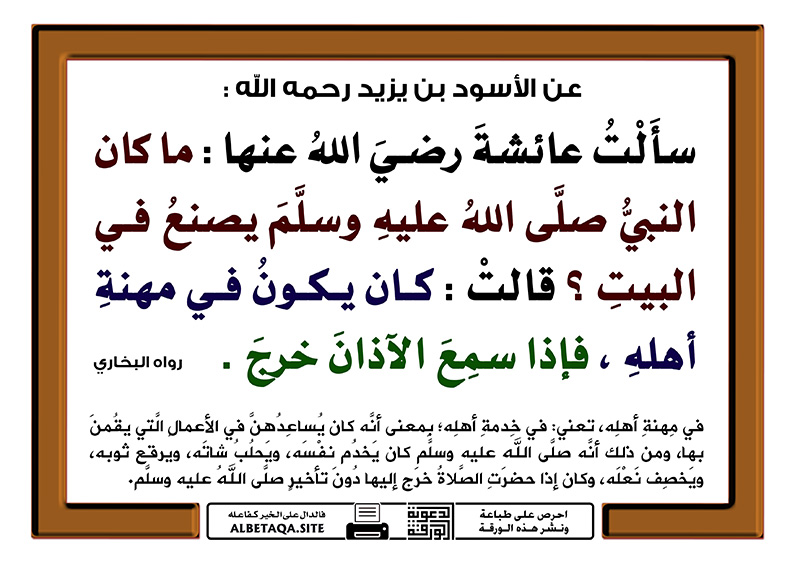 عن الأسود بن يزيد رحمه الله :
سأَلْتُ عائشةَ رضيَ اللهُ عنها : ما كان
النبيُّ صلَّى اللهُ عليهِ وسلَّمَ يصنعُ في
البيتِ ؟ قالتْ : كان يكونُ في مهنةِ
أهلهِ ، فإذا سمِعَ الآذانَ خرجَ .
رواه البخاري
في مِهنةِ أهلِه، تعني: في خِدمةِ أهلِه؛ بمعنى أنَّه كان يُساعِدُهنَّ في الأعمالِ الَّتي يقُمنَ
بها، ومن ذلك أنَّه صلَّى اللَّه عليه وسلَّم كان يَخدُم نفْسَه، ويَحلُبُ شاتَه، ويرقع ثوبه،
ويَخصِف نَعْلَه، وكان إذا حضرَتِ الصَّلاةُ خرَج إليها دُونَ تأخيرٍ صلَّى اللَّهُ عليه وسلَّم.
احرص على طباعة
ونشر هذه الورقة
لدعوتك
الورقية
فالدال على الخير كفاعله
ALBETAQA.SITE